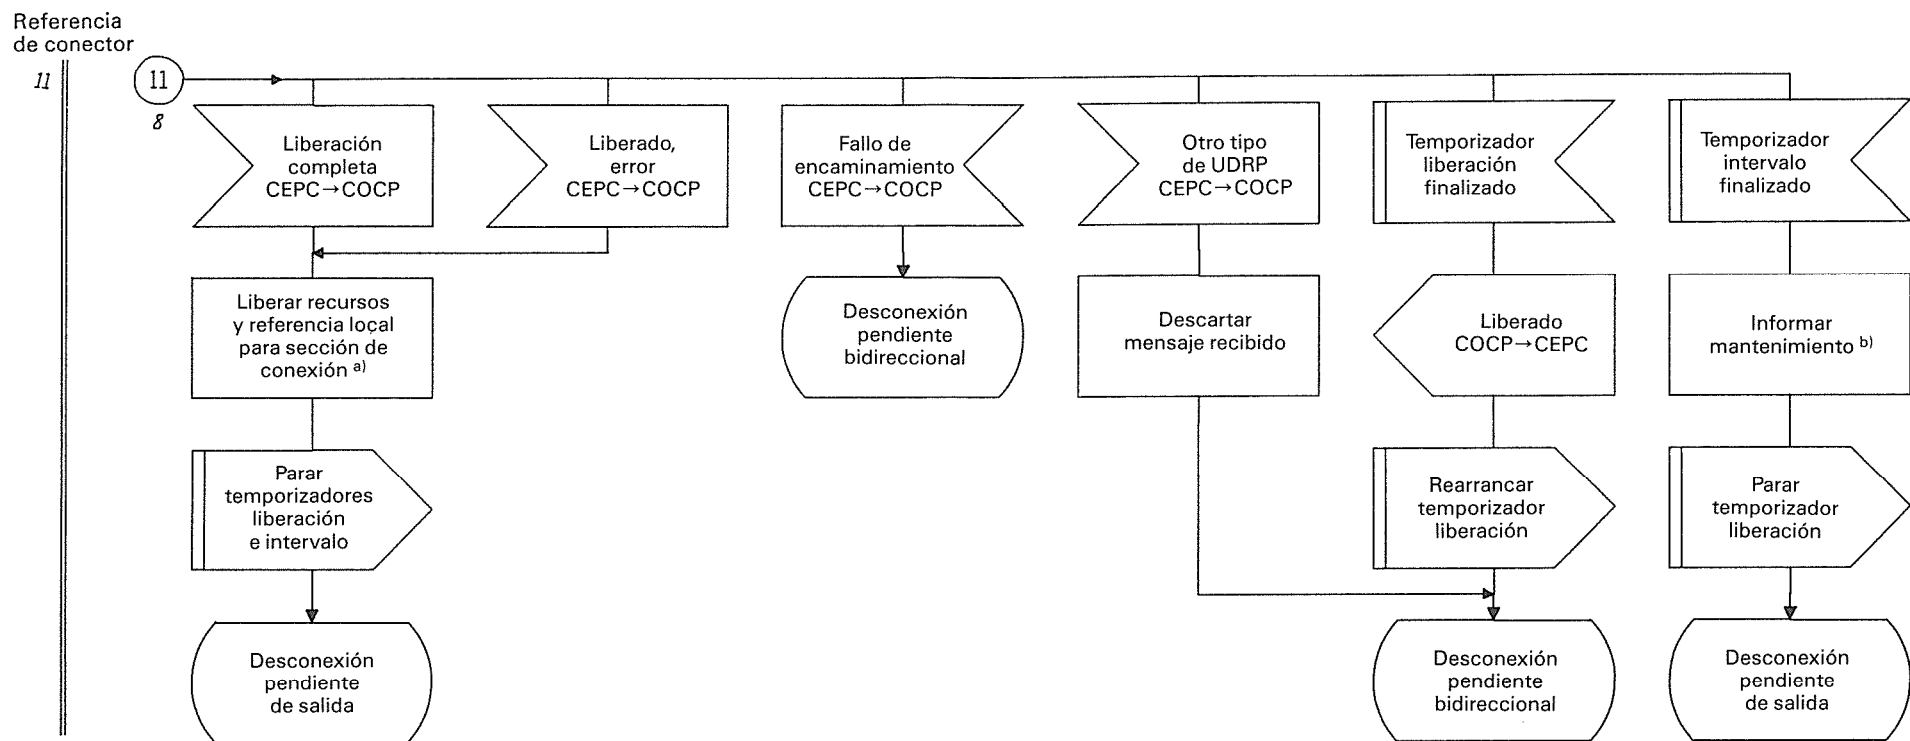 Referencia
de conector
11
11
8
Liberación
completa
CEPC→COCP
Liberado,
error
CEPC→COCP
Fallo de
encaminamiento
CEPC→COCP
Otro tipo
de UDRP
CEPC→COCP
Temporizador
liberación
finalizado
Temporizador
intervalo
finalizado
Liberar recursos
y referencia local
para sección de
conexión a)
Desconexión
pendiente
bidireccional
Descartar
mensaje recibido
Liberado
COCP→CEPC
Informar
mantenimiento b)
Parar
temporizadores
liberación
e intervalo
Rearrancar
temporizador
liberación
Parar
temporizador
liberación
Desconexión
pendiente
de salida
Desconexión
pendiente
bidireccional
Desconexión
pendiente
de salida